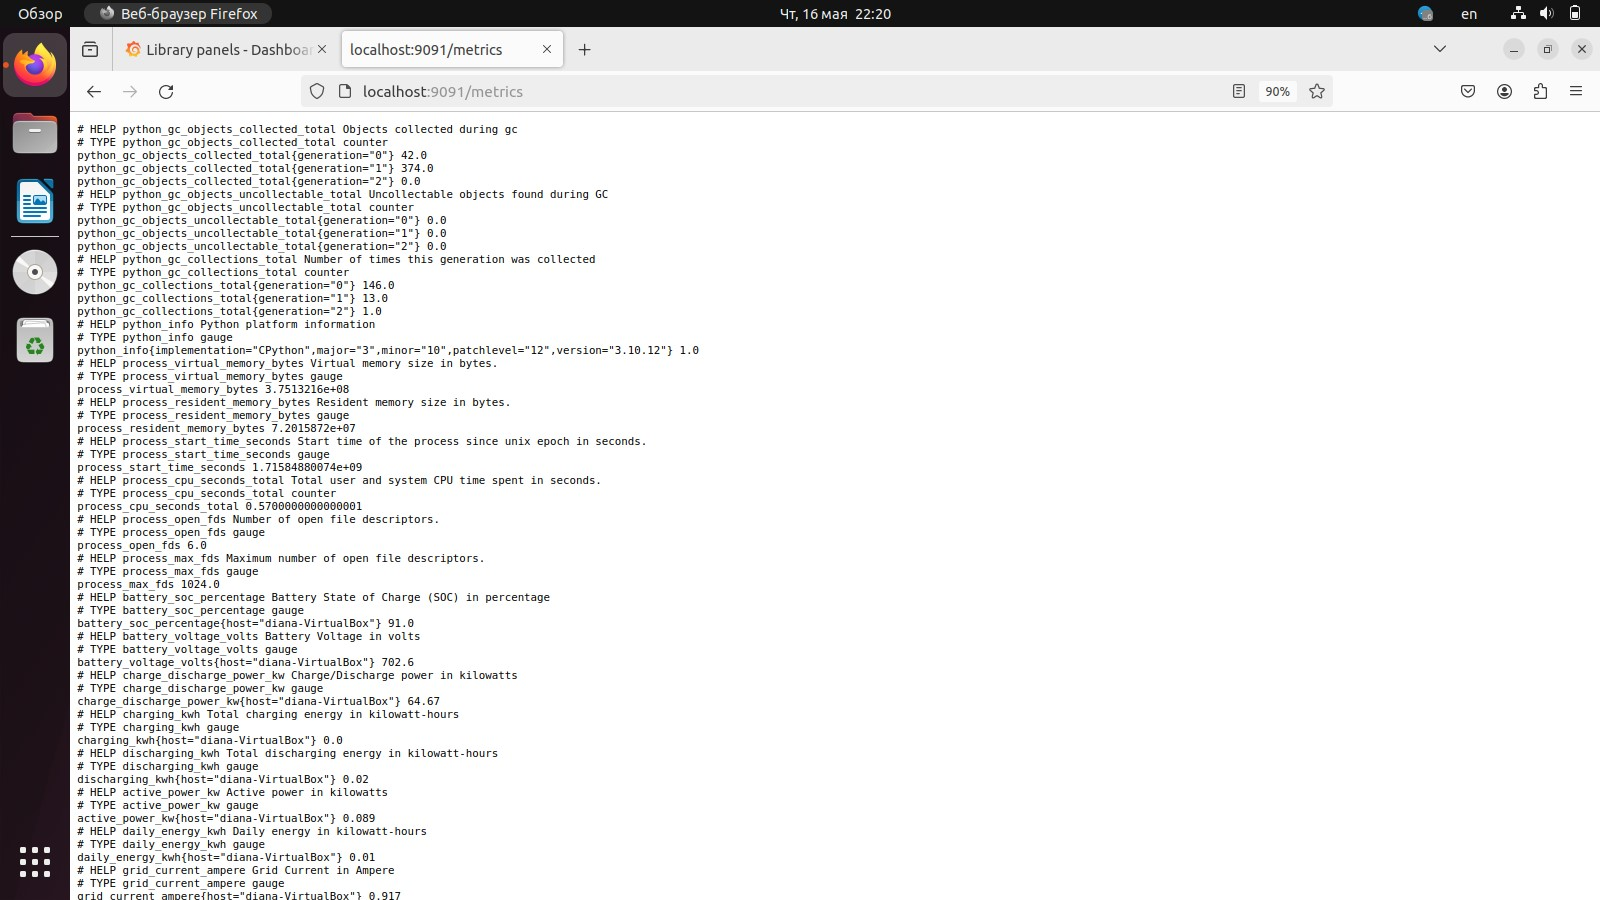 Обзор
Веб-браузер Firefox
Чт, 16 мая  22:20
en
Library panels - Dashboar
localhost:9091/metrics
localhost:9091/metrics
90%
# HELP python_gc_objects_collected_total Objects collected during gc
# TYPE python_gc_objects_collected_total counter
python_gc_objects_collected_total{generation="0"} 42.0
python_gc_objects_collected_total{generation="1"} 374.0
python_gc_objects_collected_total{generation="2"} 0.0
# HELP python_gc_objects_uncollectable_total Uncollectable objects found during GC
# TYPE python_gc_objects_uncollectable_total counter
python_gc_objects_uncollectable_total{generation="0"} 0.0
python_gc_objects_uncollectable_total{generation="1"} 0.0
python_gc_objects_uncollectable_total{generation="2"} 0.0
# HELP python_gc_collections_total Number of times this generation was collected
# TYPE python_gc_collections_total counter
python_gc_collections_total{generation="0"} 146.0
python_gc_collections_total{generation="1"} 13.0
python_gc_collections_total{generation="2"} 1.0
# HELP python_info Python platform information
# TYPE python_info gauge
python_info{implementation="CPython",major="3",minor="10",patchlevel="12",version="3.10.12"} 1.0
# HELP process_virtual_memory_bytes Virtual memory size in bytes.
# TYPE process_virtual_memory_bytes gauge
process_virtual_memory_bytes 3.7513216e+08
# HELP process_resident_memory_bytes Resident memory size in bytes.
# TYPE process_resident_memory_bytes gauge
process_resident_memory_bytes 7.2015872e+07
# HELP process_start_time_seconds Start time of the process since unix epoch in seconds.
# TYPE process_start_time_seconds gauge
process_start_time_seconds 1.71584880074e+09
# HELP process_cpu_seconds_total Total user and system CPU time spent in seconds.
# TYPE process_cpu_seconds_total counter
process_cpu_seconds_total 0.5700000000000001
# HELP process_open_fds Number of open file descriptors.
# TYPE process_open_fds gauge
process_open_fds 6.0
# HELP process_max_fds Maximum number of open file descriptors.
# TYPE process_max_fds gauge
process_max_fds 1024.0
# HELP battery_soc_percentage Battery State of Charge (SOC) in percentage
# TYPE battery_soc_percentage gauge
battery_soc_percentage{host="diana-VirtualBox"} 91.0
# HELP battery_voltage_volts Battery Voltage in volts
# TYPE battery_voltage_volts gauge
battery_voltage_volts{host="diana-VirtualBox"} 702.6
# HELP charge_discharge_power_kw Charge/Discharge power in kilowatts
# TYPE charge_discharge_power_kw gauge
charge_discharge_power_kw{host="diana-VirtualBox"} 64.67
# HELP charging_kwh Total charging energy in kilowatt-hours
# TYPE charging_kwh gauge
charging_kwh{host="diana-VirtualBox"} 0.0
# HELP discharging_kwh Total discharging energy in kilowatt-hours
# TYPE discharging_kwh gauge
discharging_kwh{host="diana-VirtualBox"} 0.02
# HELP active_power_kw Active power in kilowatts
# TYPE active_power_kw gauge
active_power_kw{host="diana-VirtualBox"} 0.089
# HELP daily_energy_kwh Daily energy in kilowatt-hours
# TYPE daily_energy_kwh gauge
daily_energy_kwh{host="diana-VirtualBox"} 0.01
# HELP grid_current_ampere Grid Current in Ampere
# TYPE grid_current_ampere gauge
grid_current_ampere{host="diana-VirtualBox"} 0.917